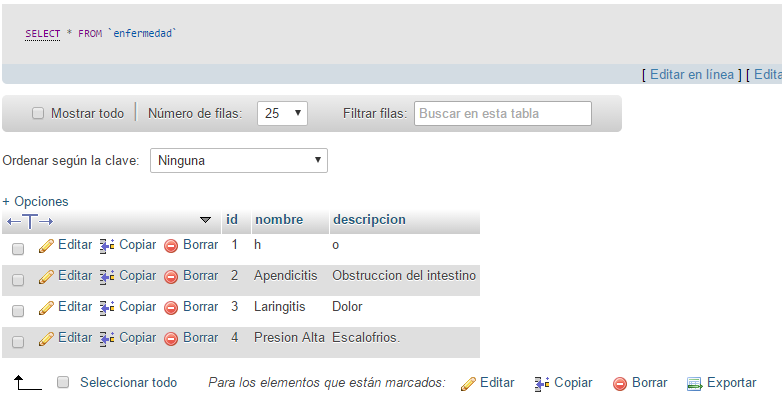 SELECT * FROM `enfermedad`
[ Editar en línea ] [ Edita
Mostrar todo Número de filas: 25 Filtrar filas: Buscar en esta tabla
Ordenar según la clave: Ninguna
+ Opciones
id nombre descripcion
Editar Copiar Borrar 1 h o
Editar Copiar Borrar 2 Apendicitis Obstruccion del intestino
Editar Copiar Borrar 3 Laringitis Dolor
Editar Copiar Borrar 4 Presion Alta Escalofrios.
Seleccionar todo Para los elementos que están marcados: Editar Copiar Borrar Exportar